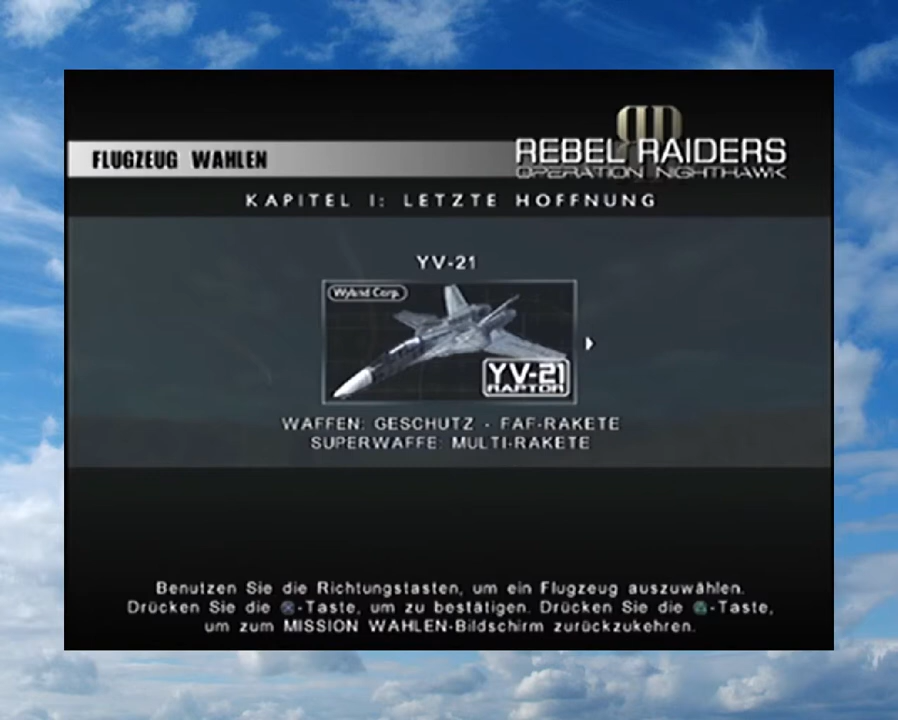 REBEL RAIDERS
OPERATION NIGHTHAWK
FLUGZEUG WAHLEN
KAPITEL I: LETZTE HOFFNUNG
YV-21
Wylind Corp.
YV-21
RAPTOR
WAFFEN: GESCHUTZ - FAF-RAKETE
SUPERWAFFE: MULTI-RAKETE
Benutzen Sie die Richtungstasten, um ein Flugzeug auszuwählen.
Drücken Sie die -Taste, um zu bestätigen. Drücken Sie die -Taste,
um zum MISSION WAHLEN-Bildschirm zurückzukehren.